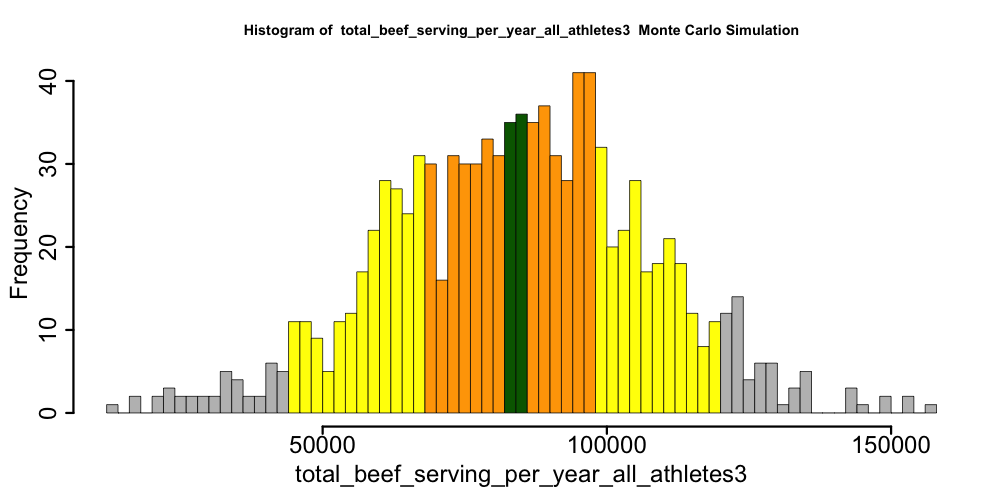 Histogram of  total_beef_serving_per_year_all_athletes3  Monte Carlo Simulation
Frequency
40
30
20
10
0
50000 100000 150000
total_beef_serving_per_year_all_athletes3